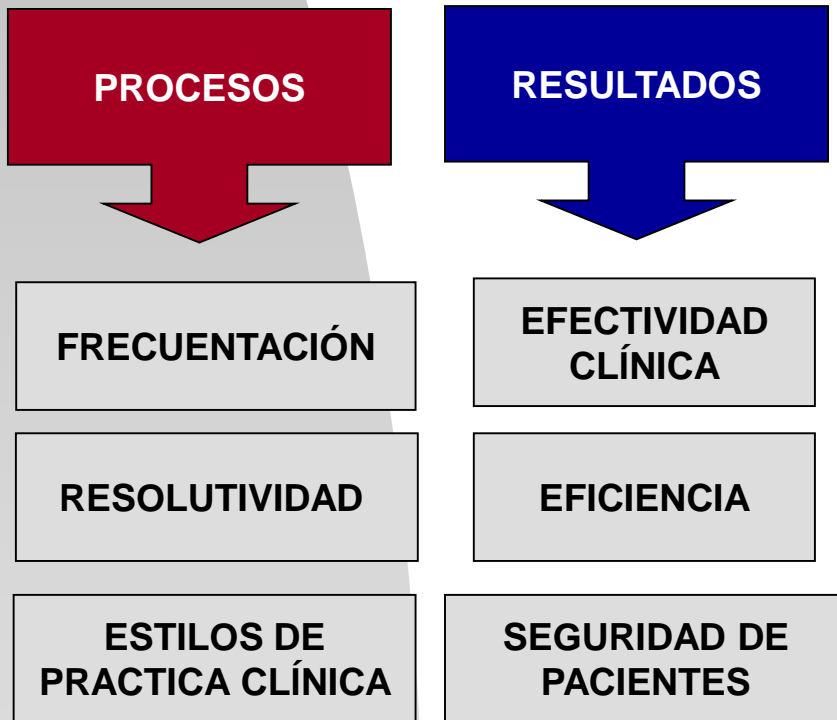 PROCESOS
FRECUENTACIÓN
RESOLUTIVIDAD
ESTILOS DE
PRACTICA CLÍNICA
RESULTADOS
EFECTIVIDAD
CLÍNICA
EFICIENCIA
SEGURIDAD DE
PACIENTES